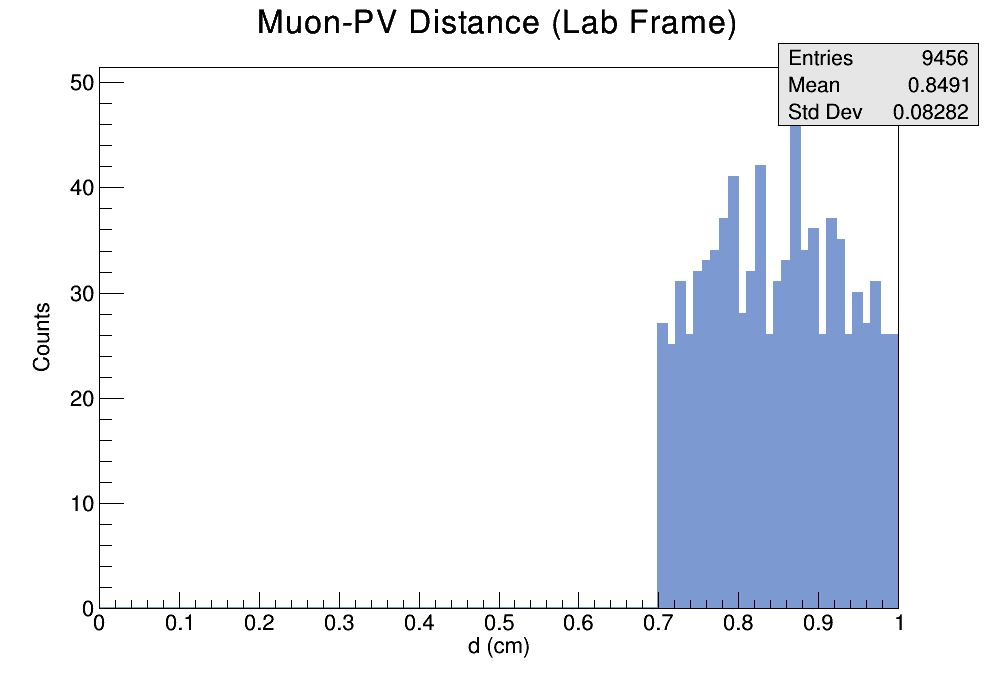 Muon-PV Distance (Lab Frame)
Entries 9456
Mean 0.8491
Std Dev 0.08282
50
40
30
20
10
0
Counts
0 0.1 0.2 0.3 0.4 0.5 0.6 0.7 0.8 0.9 1
d (cm)